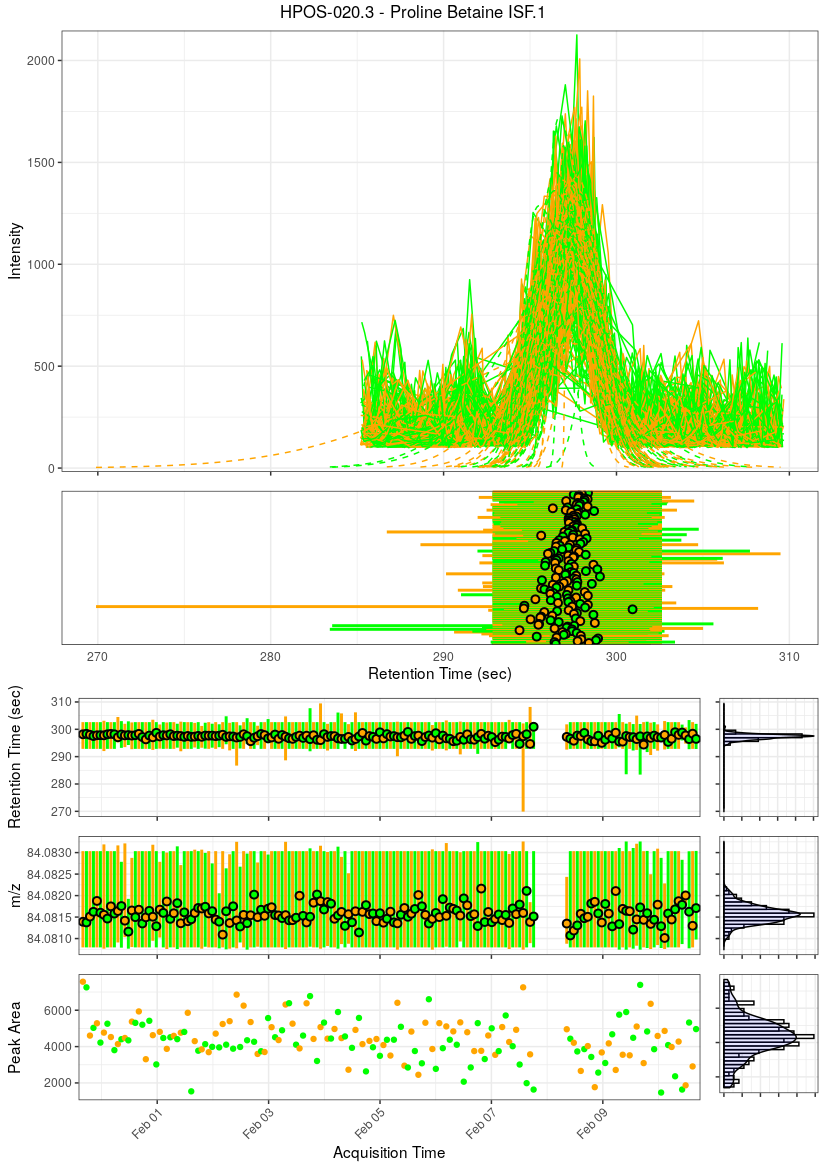 HPOS-020.3 - Proline Betaine ISF.1
2000
1500
1000
500
0
Intensity
270
280
290
300
310
Retention Time (sec)
310
300
290
280
270
Retention Time (sec)
84.0830
84.0825
84.0820
84.0815
84.0810
m/z
6000
4000
2000
Peak Area
Feb 01
Feb 03
Feb 05
Feb 07
Feb 09
Acquisition Time